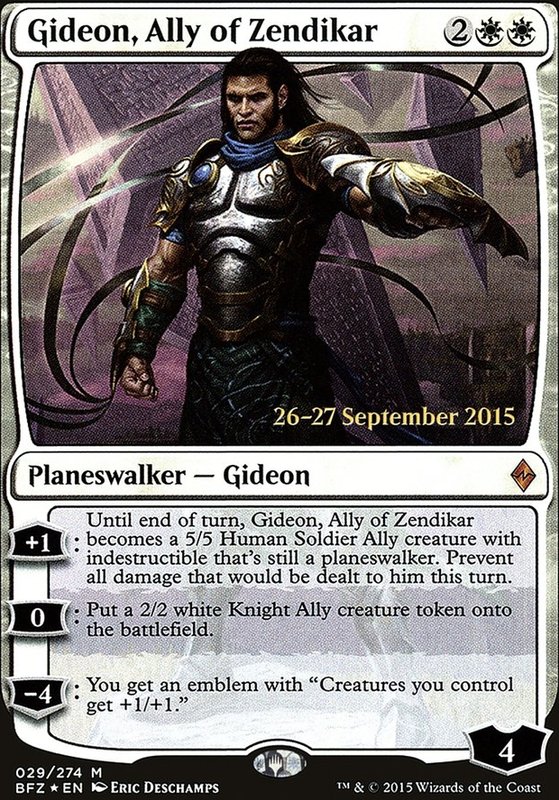 Gideon, Ally of Zendikar 2
26–27 September 2015
Planeswalker — Gideon
Until end of turn, Gideon, Ally of Zendikar
+1 : becomes a 5/5 Human Soldier Ally creature with
indestructible that's still a planeswalker. Prevent
all damage that would be dealt to him this turn.
0 : Put a 2/2 white Knight Ally creature token onto
the battlefield.
-4 : You get an emblem with “Creatures you control
get +1/+1.”
4
029/274 M
BFZ ★ EN Eric Deschamps
™ & © 2015 Wizards of the Coast